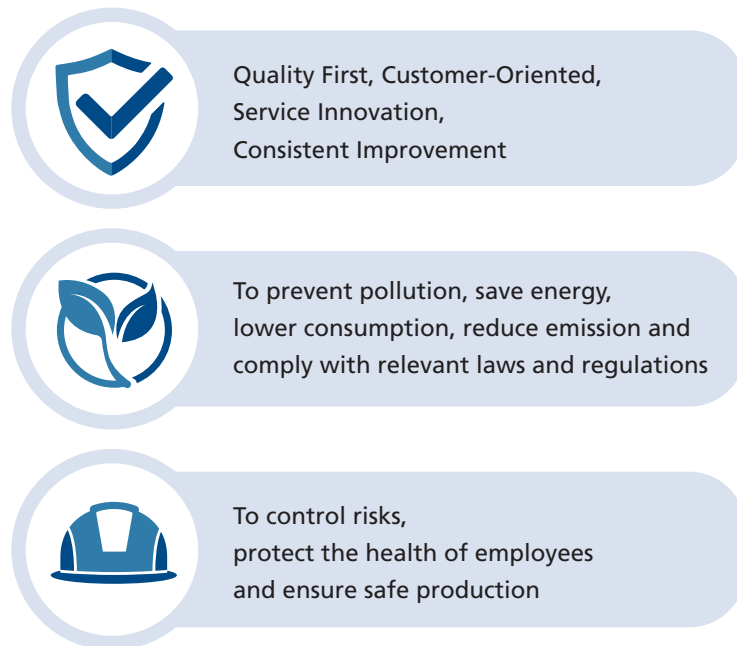 Quality First, Customer-Oriented,
Service Innovation,
Consistent Improvement
To prevent pollution, save energy,
lower consumption, reduce emission and
comply with relevant laws and regulations
To control risks,
protect the health of employees
and ensure safe production